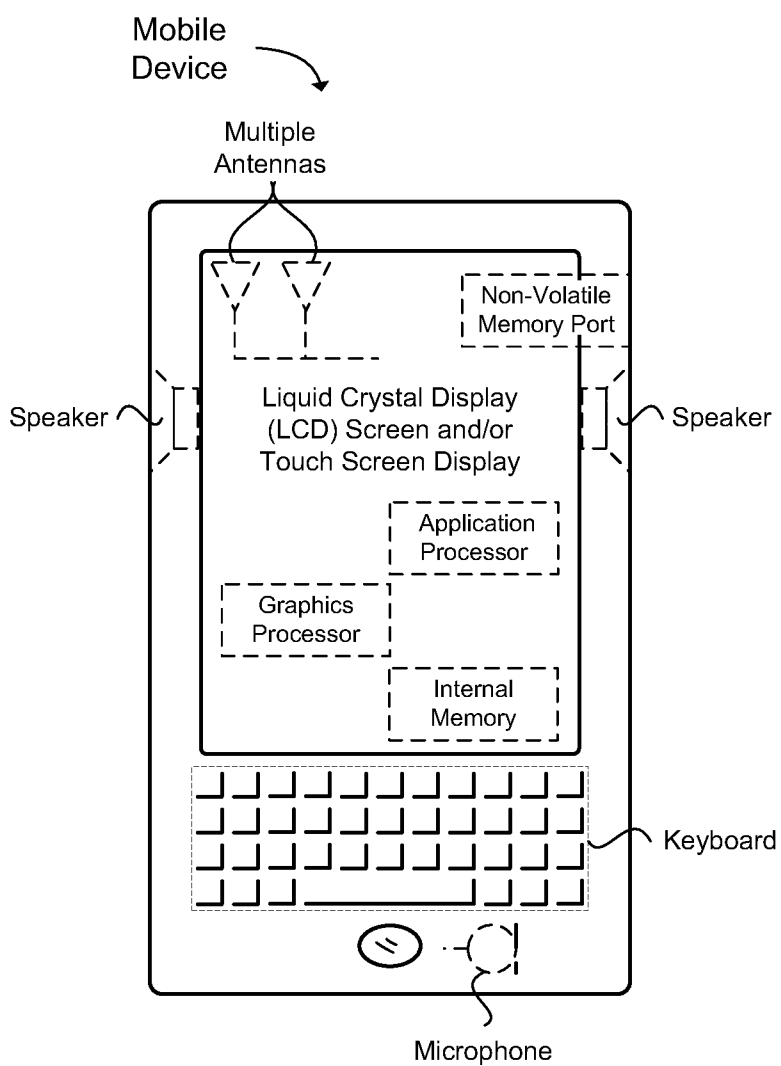 Mobile
Device
Multiple
Antennas
Non-Volatile
Memory Port
Speaker
Liquid Crystal Display
(LCD) Screen and/or
Touch Screen Display
Speaker
Application
Processor
Graphics
Processor
Internal
Memory
Keyboard
Microphone